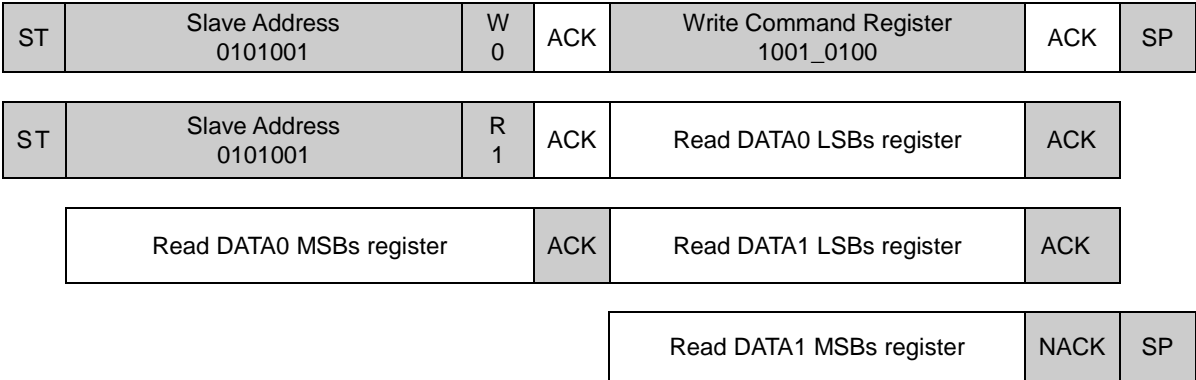 ST Slave Address W ACK Write Command Register ACK SP
0101001 0 1001_0100
ST Slave Address R ACK Read DATA0 LSBs register ACK
0101001 1
Read DATA0 MSBs register ACK Read DATA1 LSBs register ACK
Read DATA1 MSBs register NACK SP